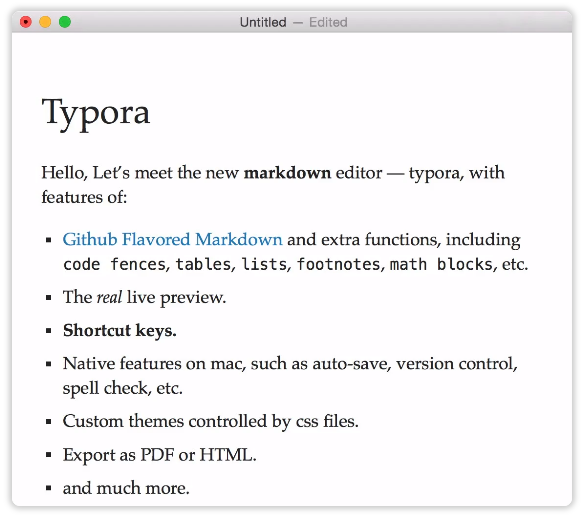 Untitled — Edited
Typora
Hello, Let's meet the new markdown editor — typora, with
features of:
▪ Github Flavored Markdown and extra functions, including
code fences, tables, lists, footnotes, math blocks, etc.
▪ The real live preview.
▪ Shortcut keys.
▪ Native features on mac, such as auto-save, version control,
spell check, etc.
▪ Custom themes controlled by css files.
▪ Export as PDF or HTML.
▪ and much more.